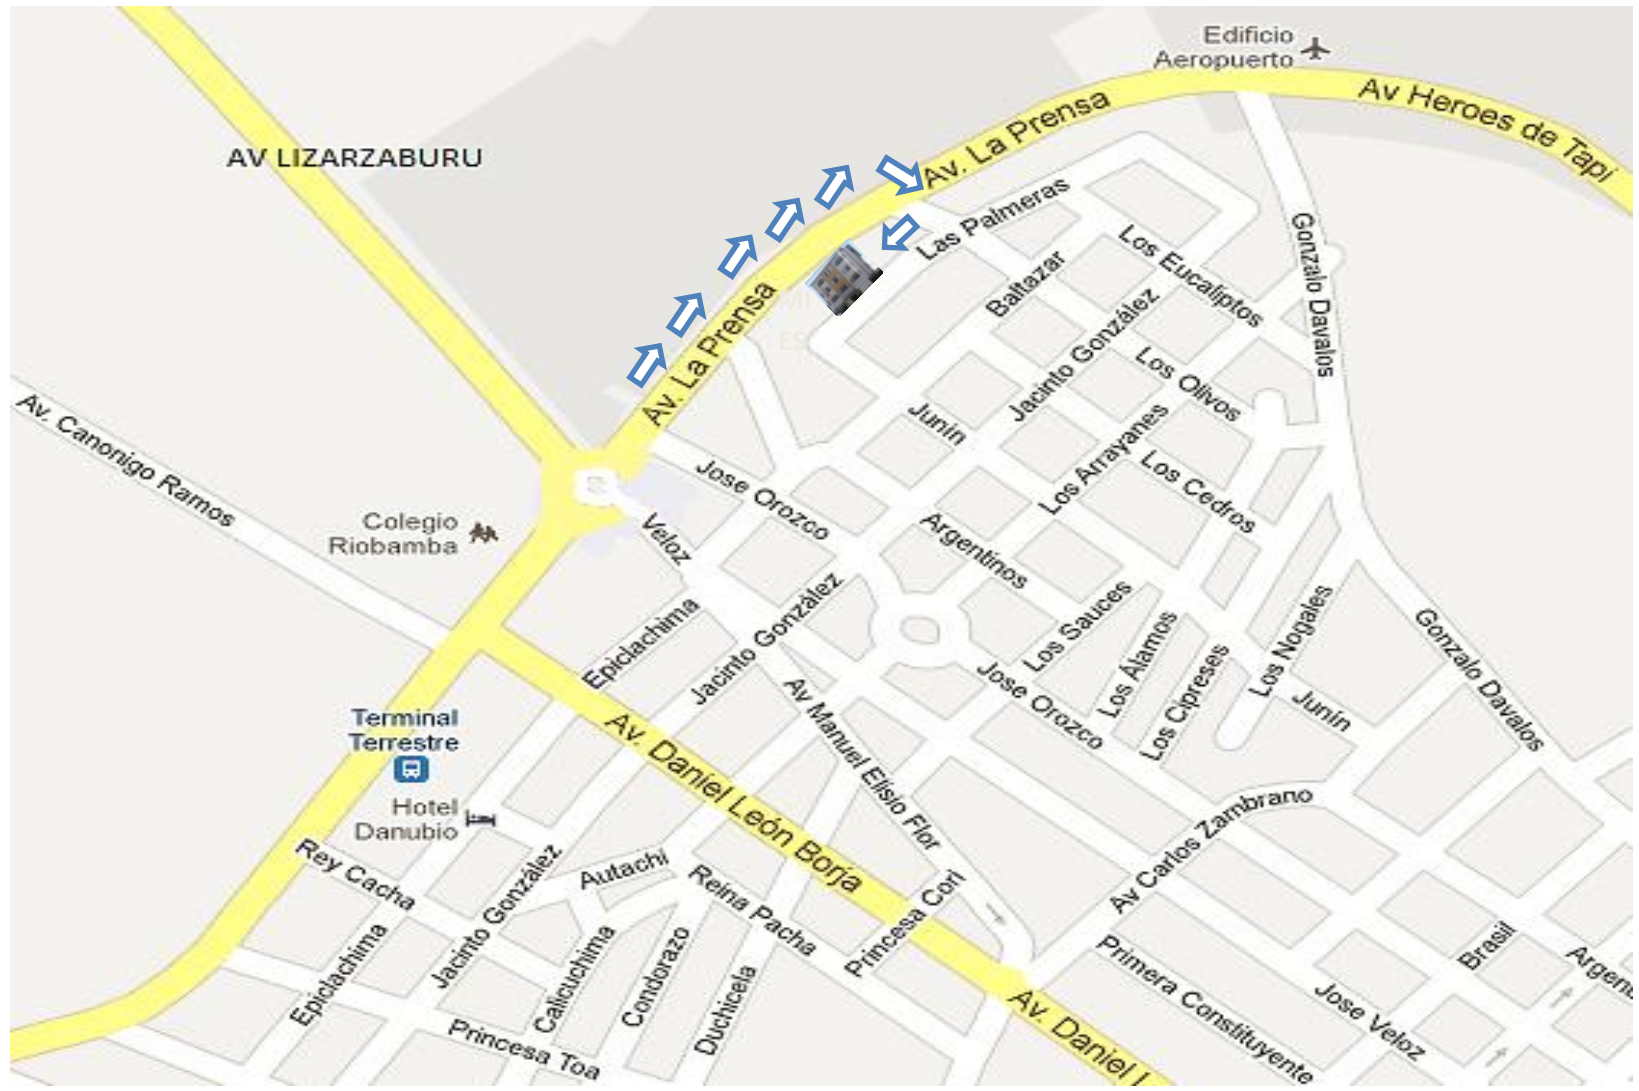 Edificio
Aeropuerto
Av Heroes de Tapi
Av. La Prensa
AV LIZARZABURU
Las Palmeras
Gonzalo Davalos
Los Eucaliptos
Baltazar
Av. La Prensa
Jacinto González
Los Olivos
ES
Av. Canonigo Ramos
Junín
Los Arrayanes
Los Cedros
Jose Orozco
Colegio
Riobamba
Veloz
Argentinos
Epiclachima
Jacinto González
Los Sauces
Los Álamos
Los Cipreses
Los Nogales
Gonzalo Davalos
Jose Orozco
Junín
Terminal
Terrestre
Av. Daniel León Borja
Av Manuel Elisio Flor
Hotel
Danubio
Av Carlos Zambrano
Rey Cacha
Jacinto González
Autachi
Reina Pacha
Princesa Cori
Epiclachima
Calicuchima
Condorazo
Duchicela
Primera Constituyente
Brasil
Argen
Jose Veloz
Princesa Toa
Av. Daniel L